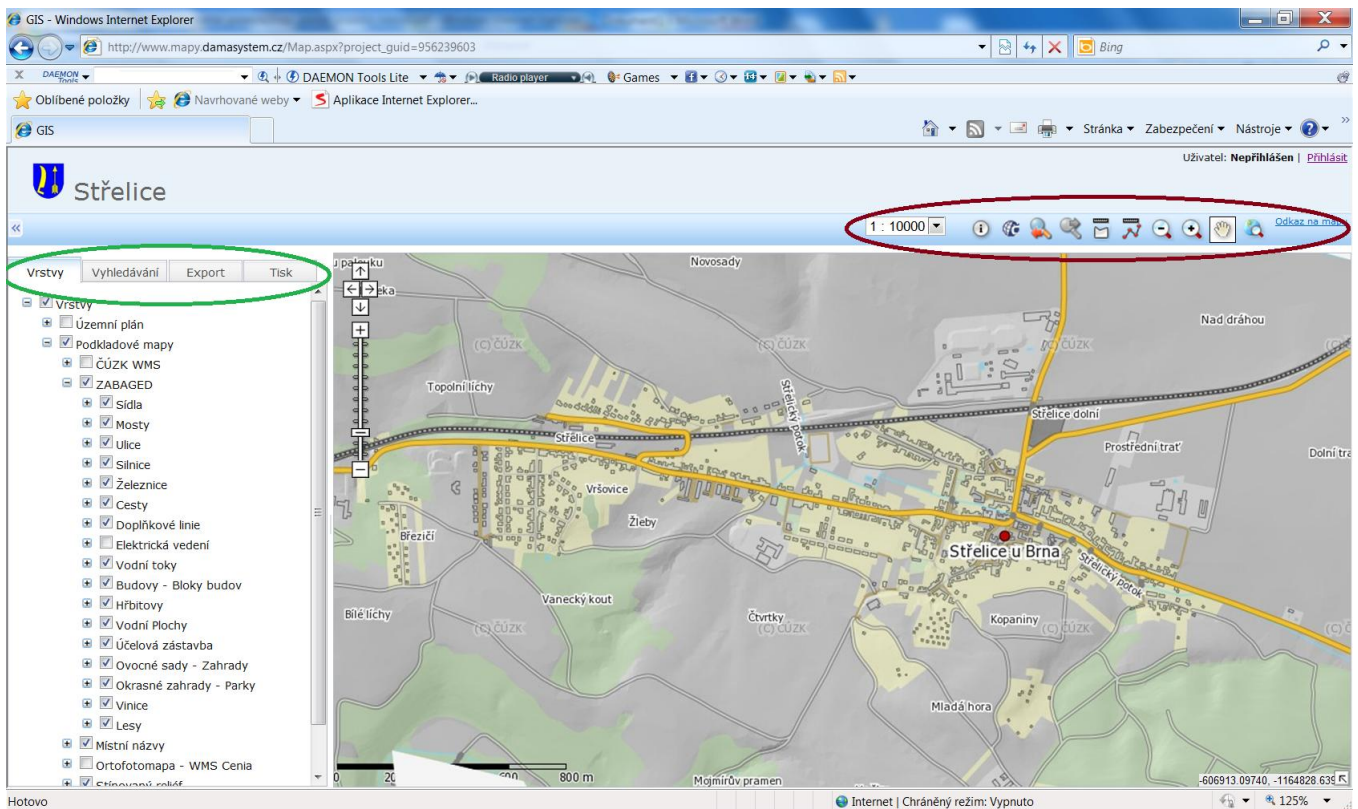 GIS - Windows Internet Explorer
http://www.mapy.damasystem.cz/Map.aspx?project_guid=956239603
Bing
X DAEMON Tools DAEMON Tools Lite Radio player Games
Oblíbené položky Navrhované weby Aplikace Internet Explorer...
GIS Stránka Zabezpečení Nástroje
Uživatel: Nepřihlášen | Přihlásit
Střelice
1 : 10000 Odkaz na
Vrstvy Vyhledávání Export Tisk
Vrstvy
Územní plán
Podkladové mapy
ČÚZK WMS
ZABAGED
Sídla
Mosty
Ulice
Silnice
Železnice
Cesty
Doplňkové linie
Elektrická vedení
Vodní toky
Budovy - Bloky budov
Hřbitovy
Vodní Plochy
Účelová zástavba
Ovocné sady - Zahrady
Okrasné zahrady - Parky
Vinice
Lesy
Místní názvy
Ortofotomapa - WMS Cenia
Stínovaný reliéf
Novosady
Nad dráhou
(C) ČÚZK (C) ČÚZK (C) ČÚZK
Topolní líchy
Střelický potok
Střelice dolní
Střelice
Prostřední trať
Dolní tra
Vršovice
Žleby
Březičí
Střelice u Brna
Střelický potok
Vanecký kout
Bílé líchy
Čtvrtky
Kopaniny
(C) ČÚZK (C) ČÚZK (C) ČÚZK
Mladá hora
Mojmírův pramen
0 800 m
-606913.09740, -1164828.639
Hotovo Internet | Chráněný režim: Vypnuto 125%